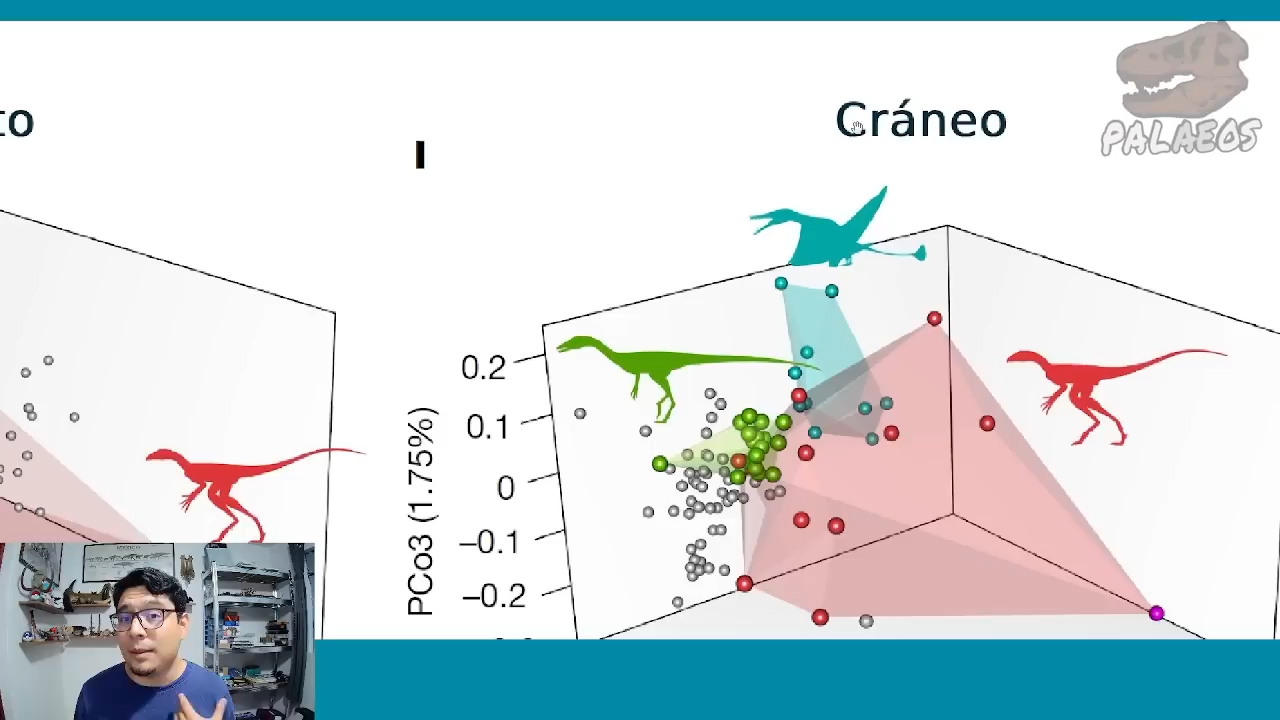 to
Cráneo
PALAEOS
I
0.2
0.1
0
−0.1
−0.2
PCo3 (1.75%)